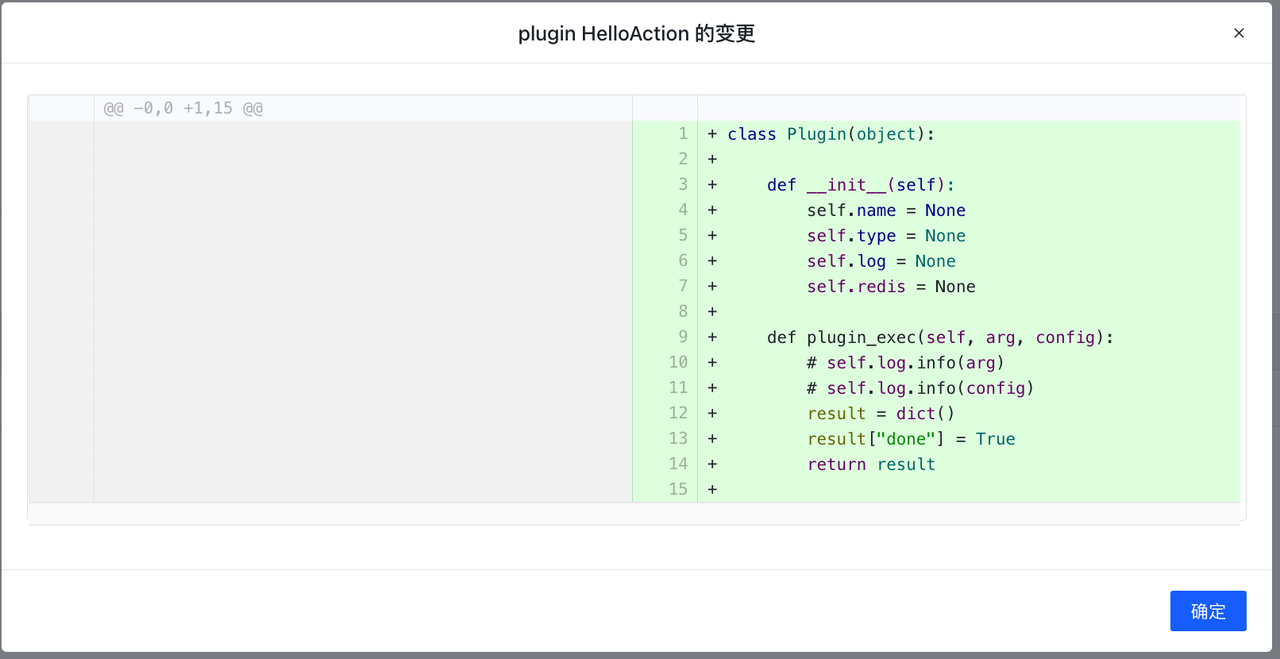 plugin HelloAction 的变更 ×
@@ -0,0 +1,15 @@
1 + class Plugin(object):
2 +
3 +     def __init__(self):
4 +         self.name = None
5 +         self.type = None
6 +         self.log = None
7 +         self.redis = None
8 +
9 +     def plugin_exec(self, arg, config):
10 +         # self.log.info(arg)
11 +         # self.log.info(config)
12 +         result = dict()
13 +         result["done"] = True
14 +         return result
15 +
确定